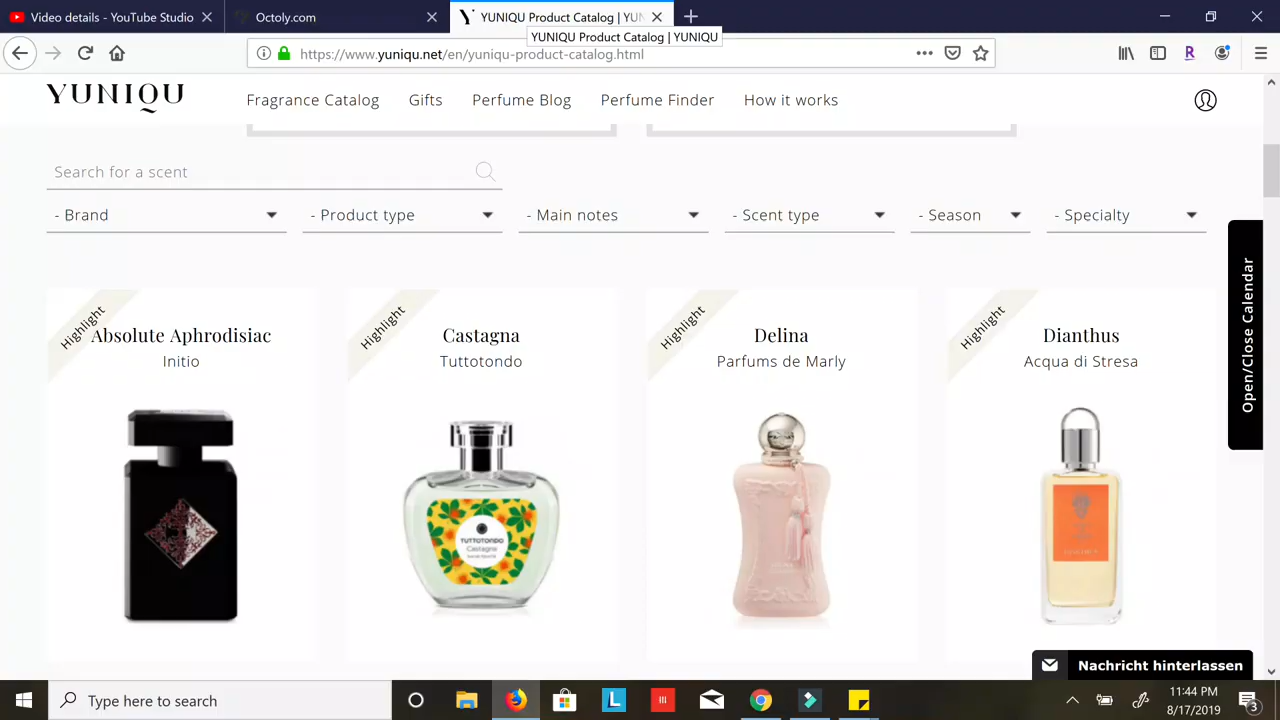 Video details - YouTube Studio
Octoly.com
YUNIQU Product Catalog | YUN
YUNIQU Product Catalog | YUNIQU
https://www.yuniqu.net/en/yuniqu-product-catalog.html
YUNIQU
Fragrance Catalog
Gifts
Perfume Blog
Perfume Finder
How it works
Search for a scent
- Brand
- Product type
- Main notes
- Scent type
- Season
- Specialty
Open/Close Calendar
Highlight
Absolute Aphrodisiac
Initio
Highlight
Castagna
Tuttotondo
TUTTOTONDO
Castagna
Highlight
Delina
Parfums de Marly
Highlight
Dianthus
Acqua di Stresa
Nachricht hinterlassen
Type here to search
11:44 PM
8/17/2019
3